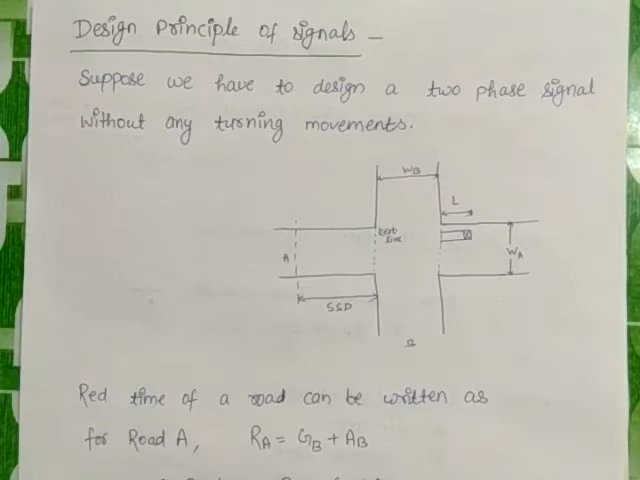 Design Principle of signals -
Suppose we have to design a two phase signal
without any turning movements.
WB
L
kerb
line
A
WA
SSD
B
Red time of a road can be written as
for Road A, RA = GB + AB